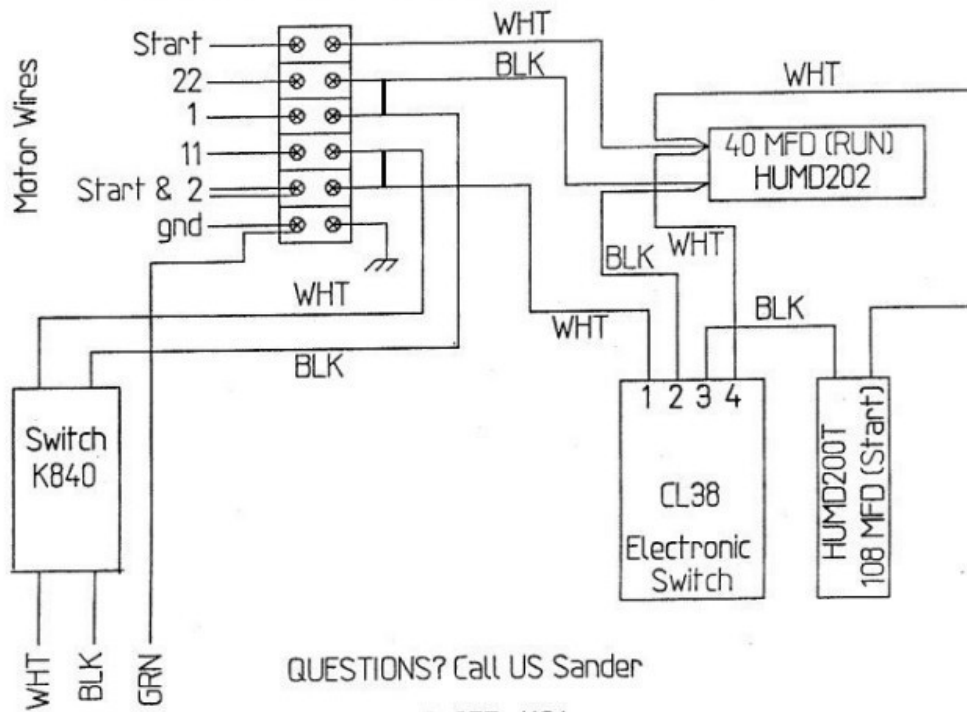 Motor Wires
Start
22
1
11
Start & 2
gnd
WHT
BLK
WHT
40 MFD (RUN)
HUMD202
BLK
WHT
WHT
BLK
WHT
BLK
1 2 3 4
CL38
Electronic
Switch
HUMD200T
108 MFD (Start)
Switch
K840
WHT
BLK
GRN
QUESTIONS? Call US Sander